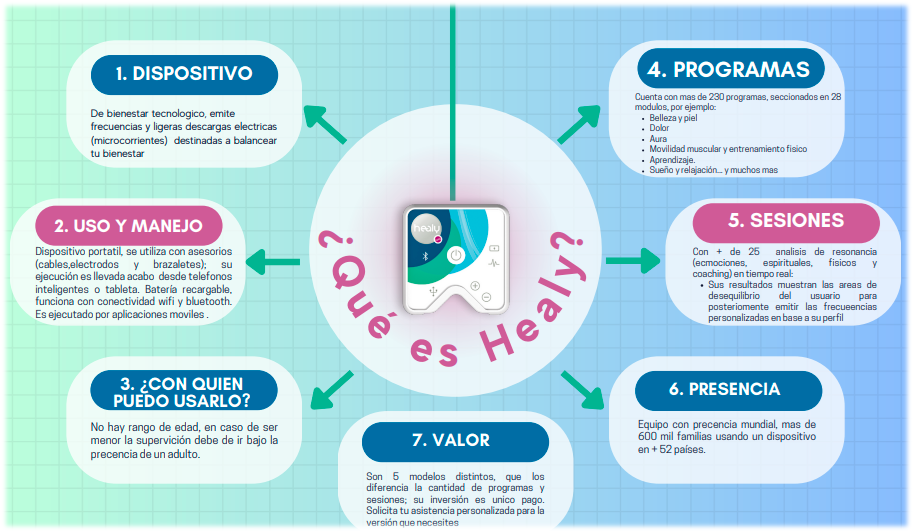 1. DISPOSITIVO
De bienestar tecnologico, emite
frecuencias y ligeras descargas electricas
(microcorrientes) destinadas a balancear
tu bienestar
2. USO Y MANEJO
Dispositivo portatil, se utiliza con asesorios
(cables,electrodos y brazaletes); su
ejecución es llevada acabo desde telefonos
inteligentes o tableta. Batería recargable,
funciona con conectividad wifi y bluetooth.
Es ejecutado por aplicaciones moviles .
3. ¿CON QUIEN
PUEDO USARLO?
No hay rango de edad, en caso de ser
menor la supervición debe de ir bajo la
precencia de un adulto.
¿Qué es Healy?
healy
4. PROGRAMAS
Cuenta con mas de 230 programas, seccionados en 28
modulos, por ejemplo:
• Belleza y piel
• Dolor
• Aura
• Movilidad muscular y entrenamiento fisico
• Aprendizaje.
• Sueño y relajación... y muchos mas
5. SESIONES
Con + de 25 analisis de resonancia
(ecmociones, espirituales, fisicos y
coaching) en tiempo real:
• Sus resultados muestran las areas de
desequilibrio del usuario para
posteriomente emitir las frecueencias
personalizadas en base a su perfil
6. PRESENCIA
Equipo con precencia mundial, mas de
600 mil familias usando un dispositivo
en + 52 países.
7. VALOR
Son 5 modelos distintos, que los
diferencia la cantidad de programas y
sesiones; su inversión es unico pago.
Solicita tu asistencia personalizada para la
versión que necesites